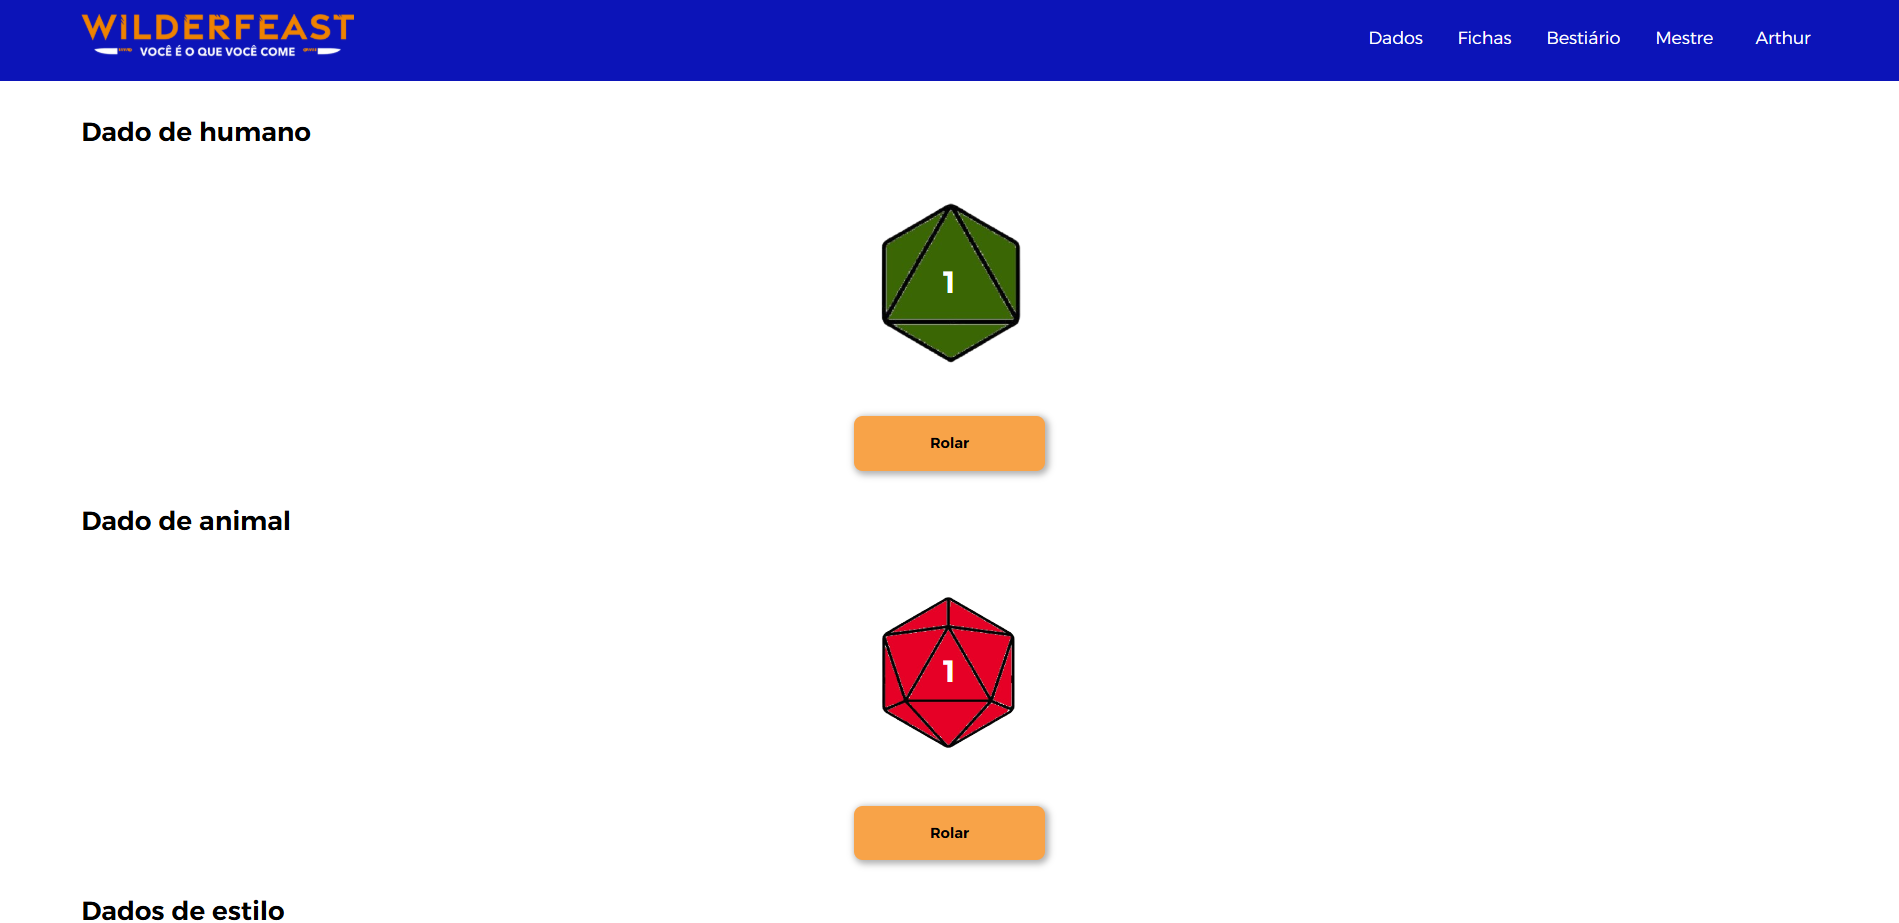 WILDERFEAST
VOCÊ É O QUE VOCÊ COME
Dados Fichas Bestiário Mestre Arthur
Dado de humano
1
Rolar
Dado de animal
1
Rolar
Dados de estilo